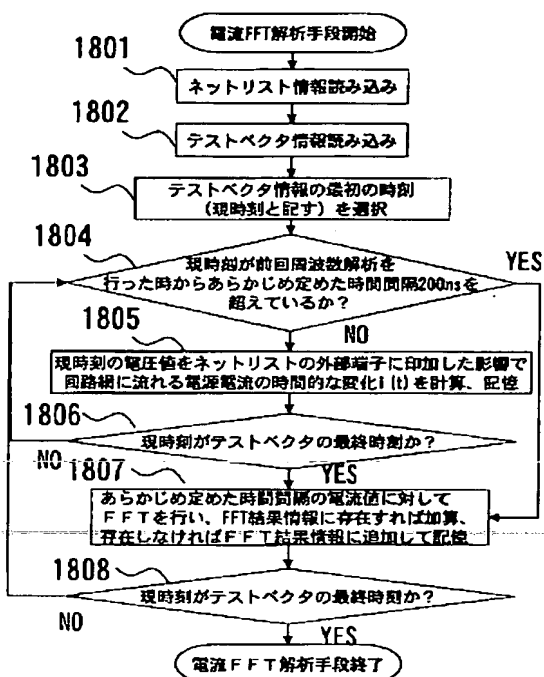 電流FFT解析手段開始
1801
ネットリスト情報読み込み
1802
テストベクタ情報読み込み
1803
テストベクタ情報の最初の時刻
(現時刻と記す)を選択
1804
現時刻が前回周波数解析を
行った時からあらかじめ定めた時間間隔200nsを
超えているか?
YES
NO
1805
現時刻の電圧値をネットリストの外部端子に印加した影響で
回路網に流れる電源電流の時間的な変化i(t)を計算、記憶
1806
現時刻がテストベクタの最終時刻か?
NO
YES
1807
あらかじめ定めた時間間隔の電流値に対して
FFTを行い、FFT結果情報に存在すれば加算、
存在しなければFFT結果情報に追加して記憶
1808
現時刻がテストベクタの最終時刻か?
NO
YES
電流FFT解析手段終了